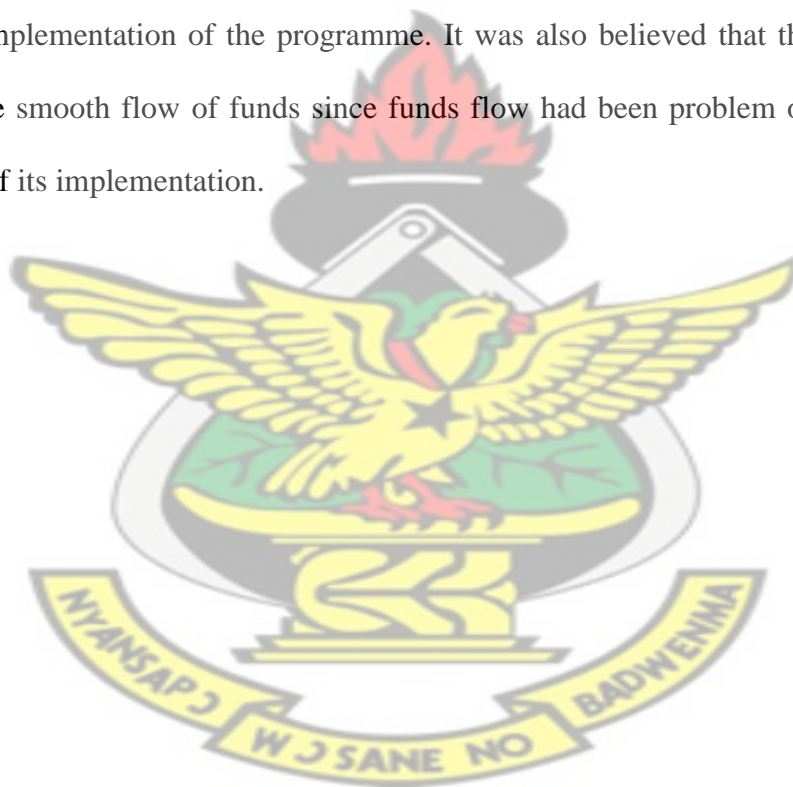 nplementation of the programme. It was also believed that th
e smooth flow of funds since funds flow had been problem o
f its implementation.
NYANSAPƆ
WƆSANE NO
BADWENMA